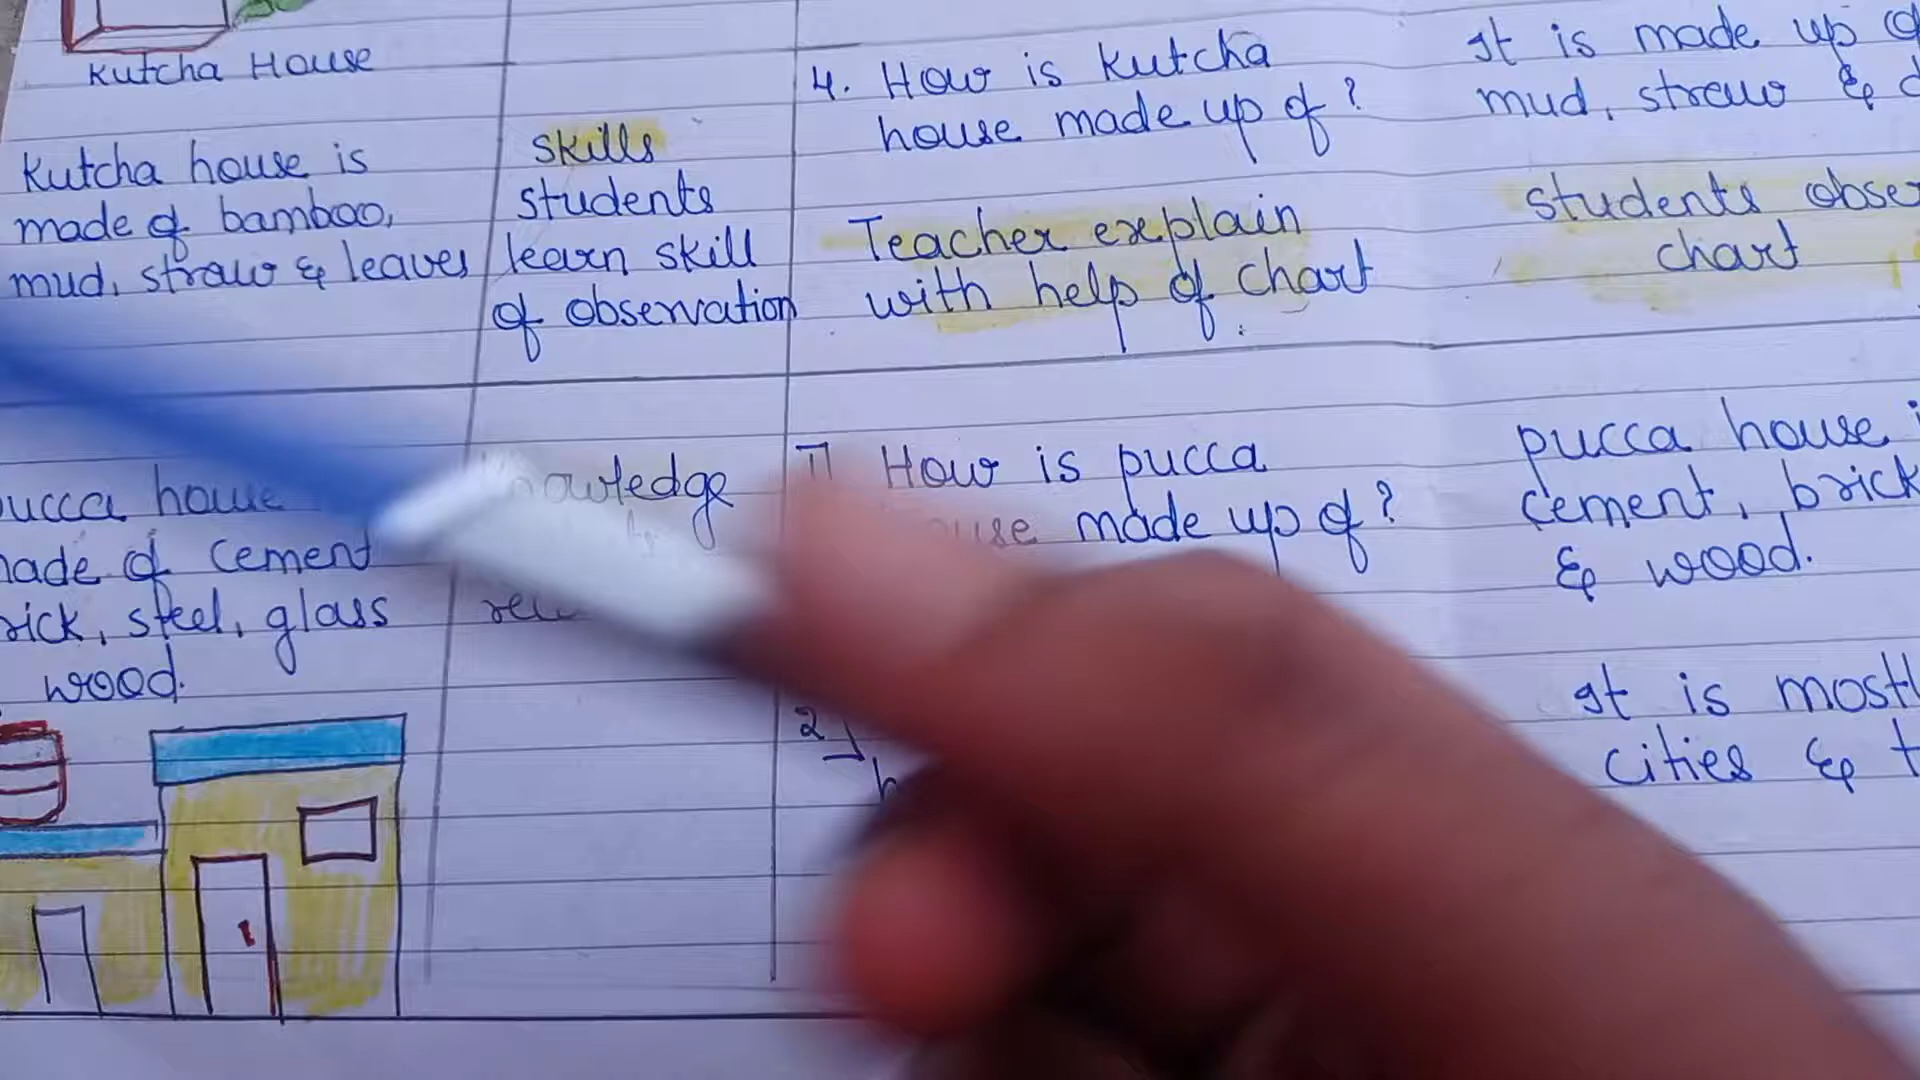 Kutcha House
Kutcha house is
made of bamboo,
mud, straw & leaves
skills
students
learn skill
of observation
4. How is Kutcha
house made up of?
Teacher explain
with help of chart
It is made up
mud, straw &
students
chart
house
made of cement
steel, glass
wood.
1] How is pucca
made up of?
2]
pucca house
cement, brick
& wood.
It is
cities &